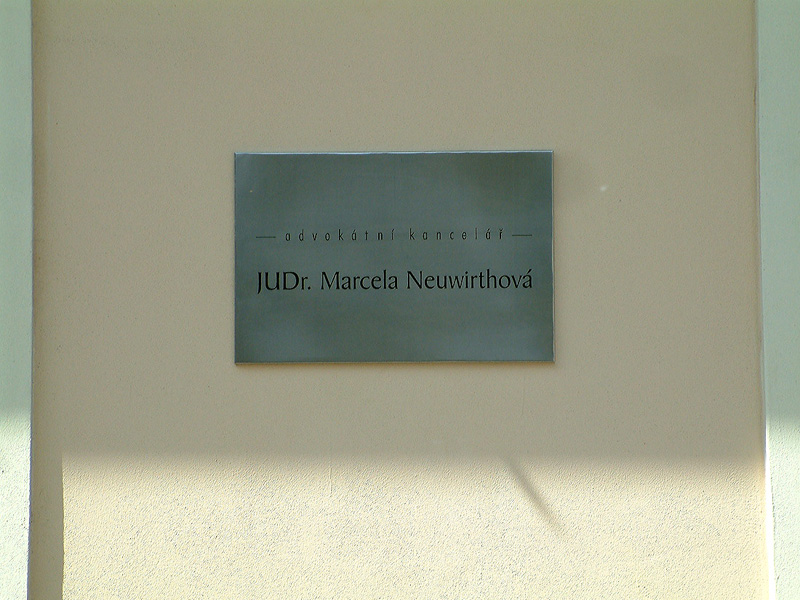 — advokátní kancelář —
JUDr. Marcela Neuwirthová